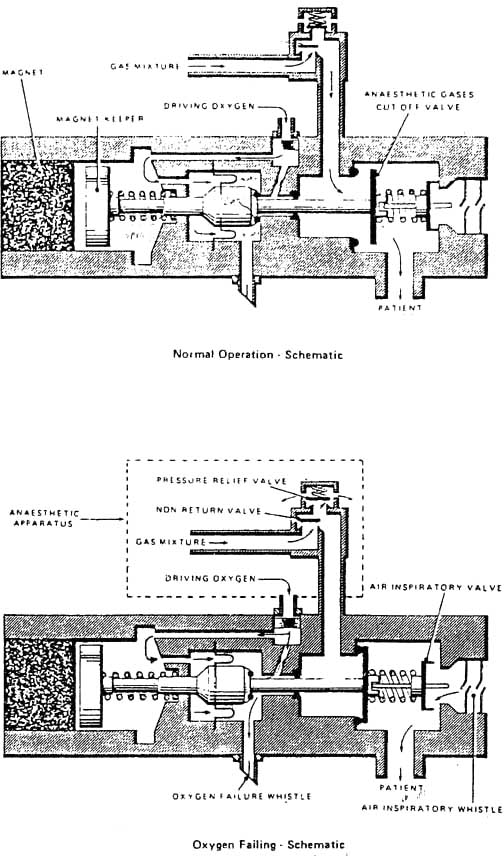 MAGNET
GAS MIXTURE
DRIVING OXYGEN
MAGNET KEEPER
ANAESTHETIC GASES
CUT OFF VALVE
PATIENT
Normal Operation - Schematic
PRESSURE RELIEF VALVE
ANAESTHETIC
APPARATUS
NON RETURN VALVE
GAS MIXTURE
DRIVING OXYGEN
AIR INSPIRATORY VALVE
OXYGEN FAILURE WHISTLE
PATIENT
AIR INSPIRATORY WHISTLE
Oxygen Failing - Schematic